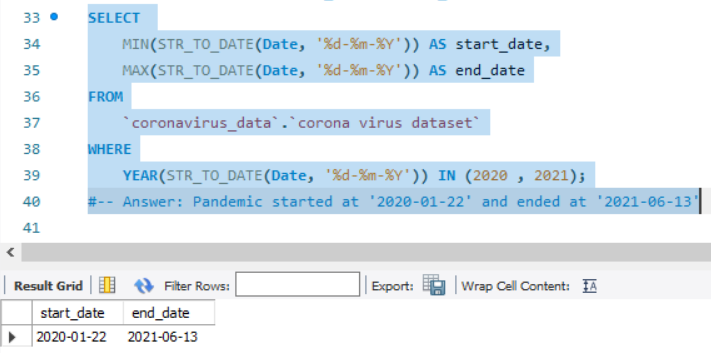 33 SELECT
34 MIN(STR_TO_DATE(Date, '%d-%m-%Y')) AS start_date,
35 MAX(STR_TO_DATE(Date, '%d-%m-%Y')) AS end_date
36 FROM
37 `coronavirus_data`.`corona virus dataset`
38 WHERE
39 YEAR(STR_TO_DATE(Date, '%d-%m-%Y')) IN (2020 , 2021);
40 #-- Answer: Pandemic started at '2020-01-22' and ended at '2021-06-13'
41
Result Grid Filter Rows: Export: Wrap Cell Content: IA
start_date end_date
2020-01-22 2021-06-13